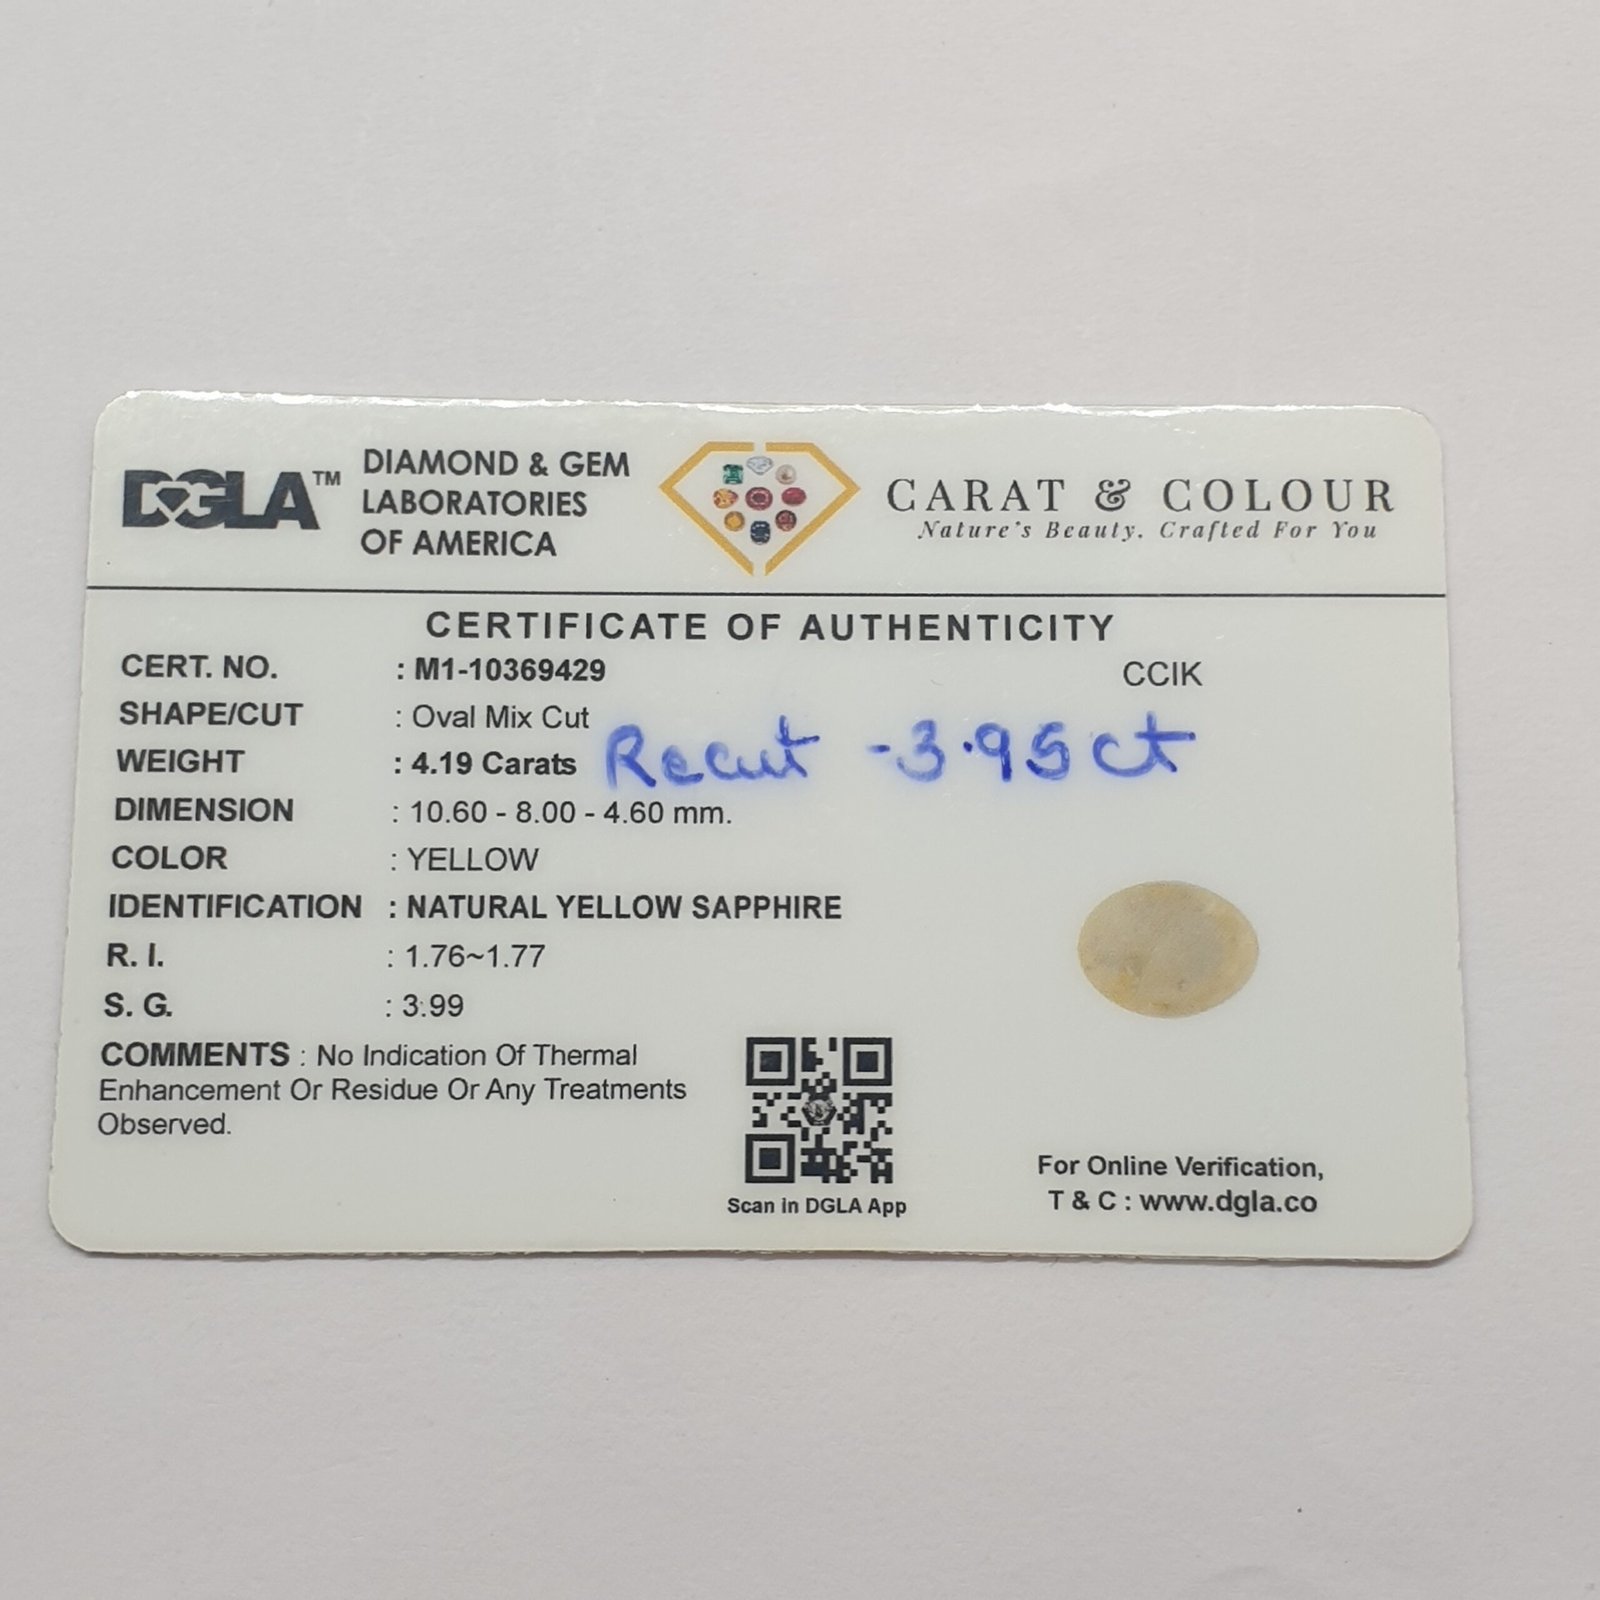 DGLA™ DIAMOND & GEM
LABORATORIES
OF AMERICA
CARAT & COLOUR
Nature's Beauty. Crafted For You
CERTIFICATE OF AUTHENTICITY
CERT. NO. : M1-10369429 CCIK
SHAPE/CUT : Oval Mix Cut
WEIGHT : 4.19 Carats Recut - 3.95 ct
DIMENSION : 10.60 - 8.00 - 4.60 mm.
COLOR : YELLOW
IDENTIFICATION : NATURAL YELLOW SAPPHIRE
R. I. : 1.76~1.77
S. G. : 3.99
COMMENTS : No Indication Of Thermal
Enhancement Or Residue Or Any Treatments
Observed.
Scan in DGLA App
For Online Verification,
T & C : www.dgla.co